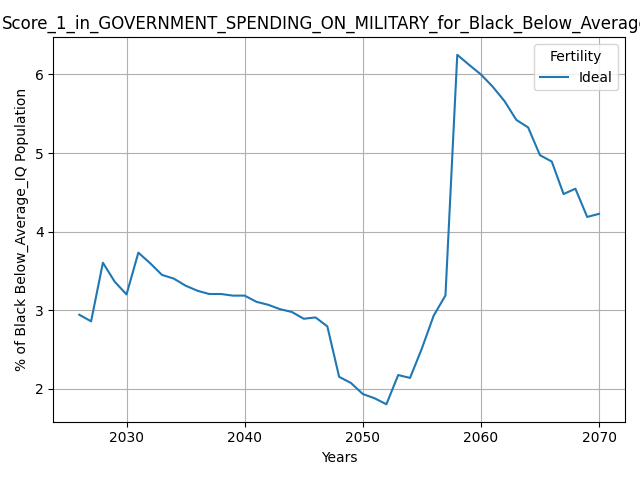 Score_1_in_GOVERNMENT_SPENDING_ON_MILITARY_for_Black_Below_Average
Fertility
Ideal
% of Black Below_Average_IQ Population
6
5
4
3
2
2030 2040 2050 2060 2070
Years